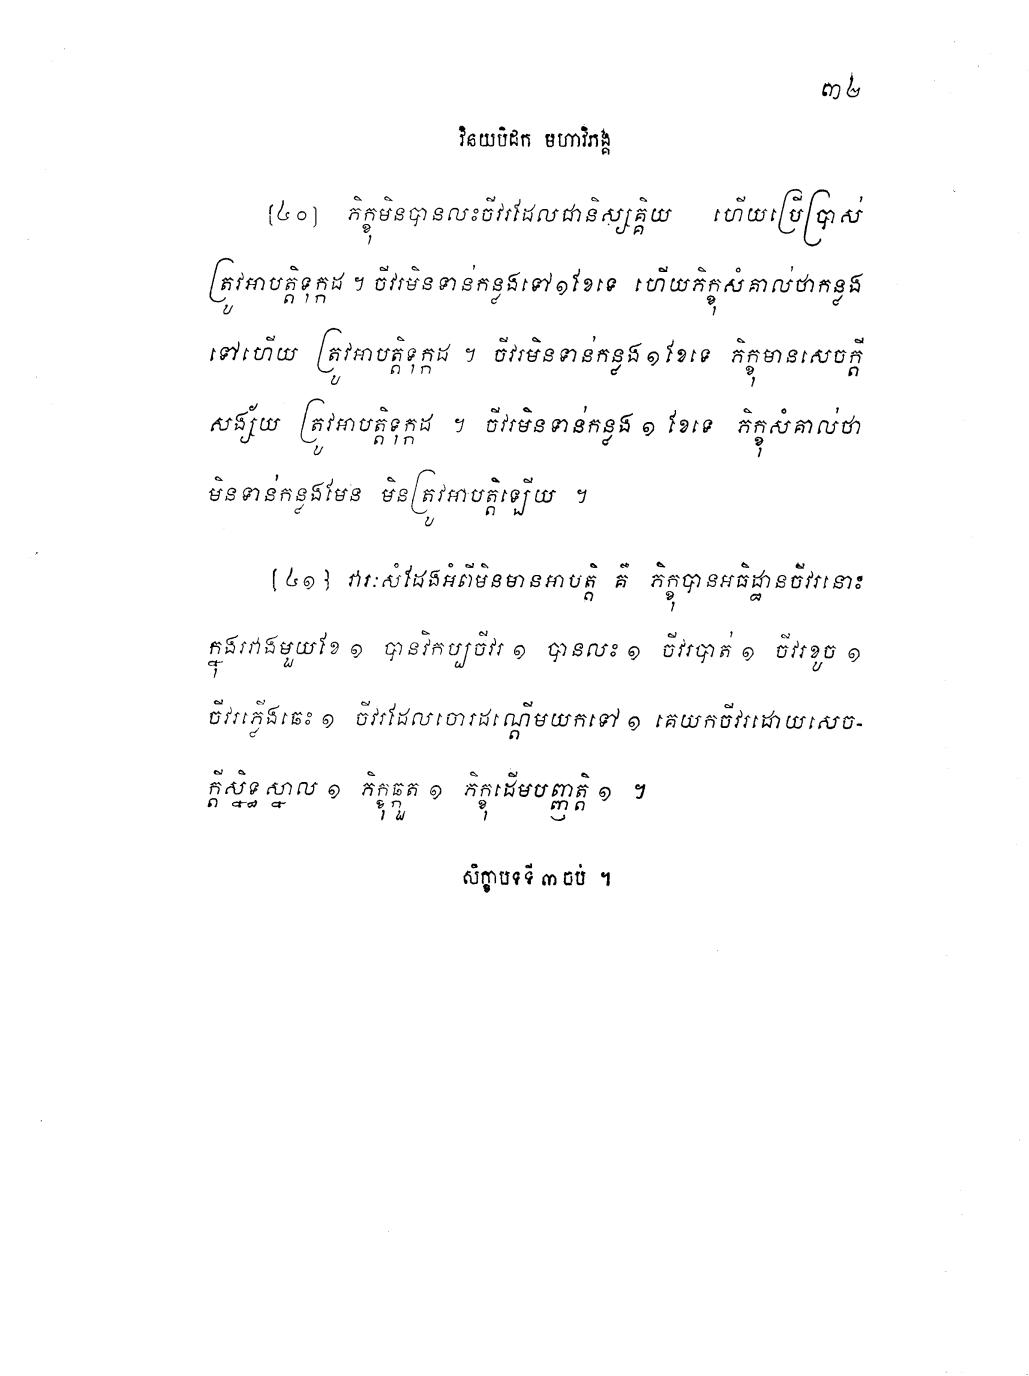 ៣៤
វិនយបិដក មហាវិភង្គ
[៤០] ភិក្ខុមិនបានលះចីវរដែលជានិស្សគ្គិយ ហើយប្រើប្រាស់
ត្រូវអាបត្តិទុក្កដ ។ ចីវរមិនទាន់កន្លងទៅ ១ ខែទេ ហើយភិក្ខុសំគាល់ថាកន្លង
ទៅហើយ ត្រូវអាបត្តិទុក្កដ ។ ចីវរមិនទាន់កន្លង ១ ខែទេ ភិក្ខុមានសេចក្តី
សង្ស័យ ត្រូវអាបត្តិទុក្កដ ។ ចីវរមិនទាន់កន្លង ១ ខែទេ ភិក្ខុសំគាល់ថា
មិនទាន់កន្លងមែន មិនត្រូវអាបត្តិឡើយ ។
[៤១] វារៈសំដែងអំពីមិនមានអាបត្តិ គឺ ភិក្ខុបានអធិដ្ឋានចីវរនោះ
ក្នុងរវាងមួយខែ ១ បានវិកប្បចីវរ ១ បានលះ ១ ចីវរបាត់ ១ ចីវរខូច ១
ចីវរភ្លើងឆេះ ១ ចីវរដែលចោរដណ្តើមយកទៅ ១ គេយកចីវរដោយសេច-
ក្តីស្និទ្ធស្នាល ១ ភិក្ខុឆ្កួត ១ ភិក្ខុដើមបញ្ញត្តិ ១ ៕
សិក្ខាបទទី ៣ ចប់ ។